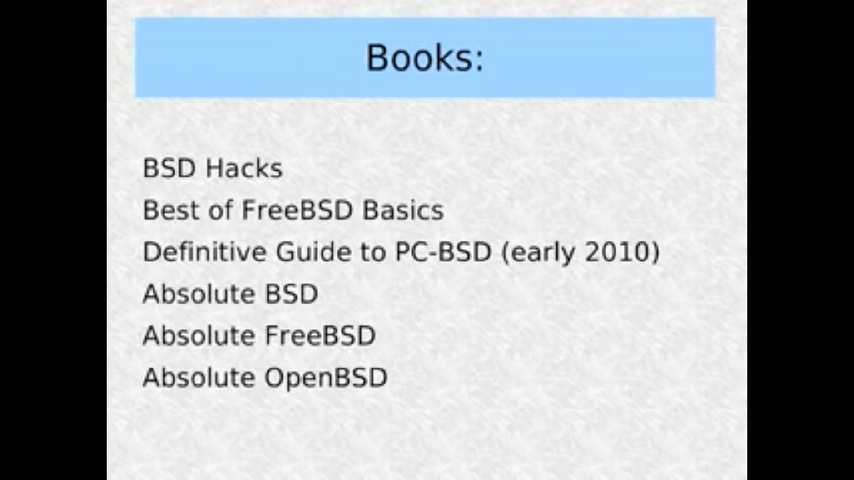 Books:
BSD Hacks
Best of FreeBSD Basics
Definitive Guide to PC-BSD (early 2010)
Absolute BSD
Absolute FreeBSD
Absolute OpenBSD